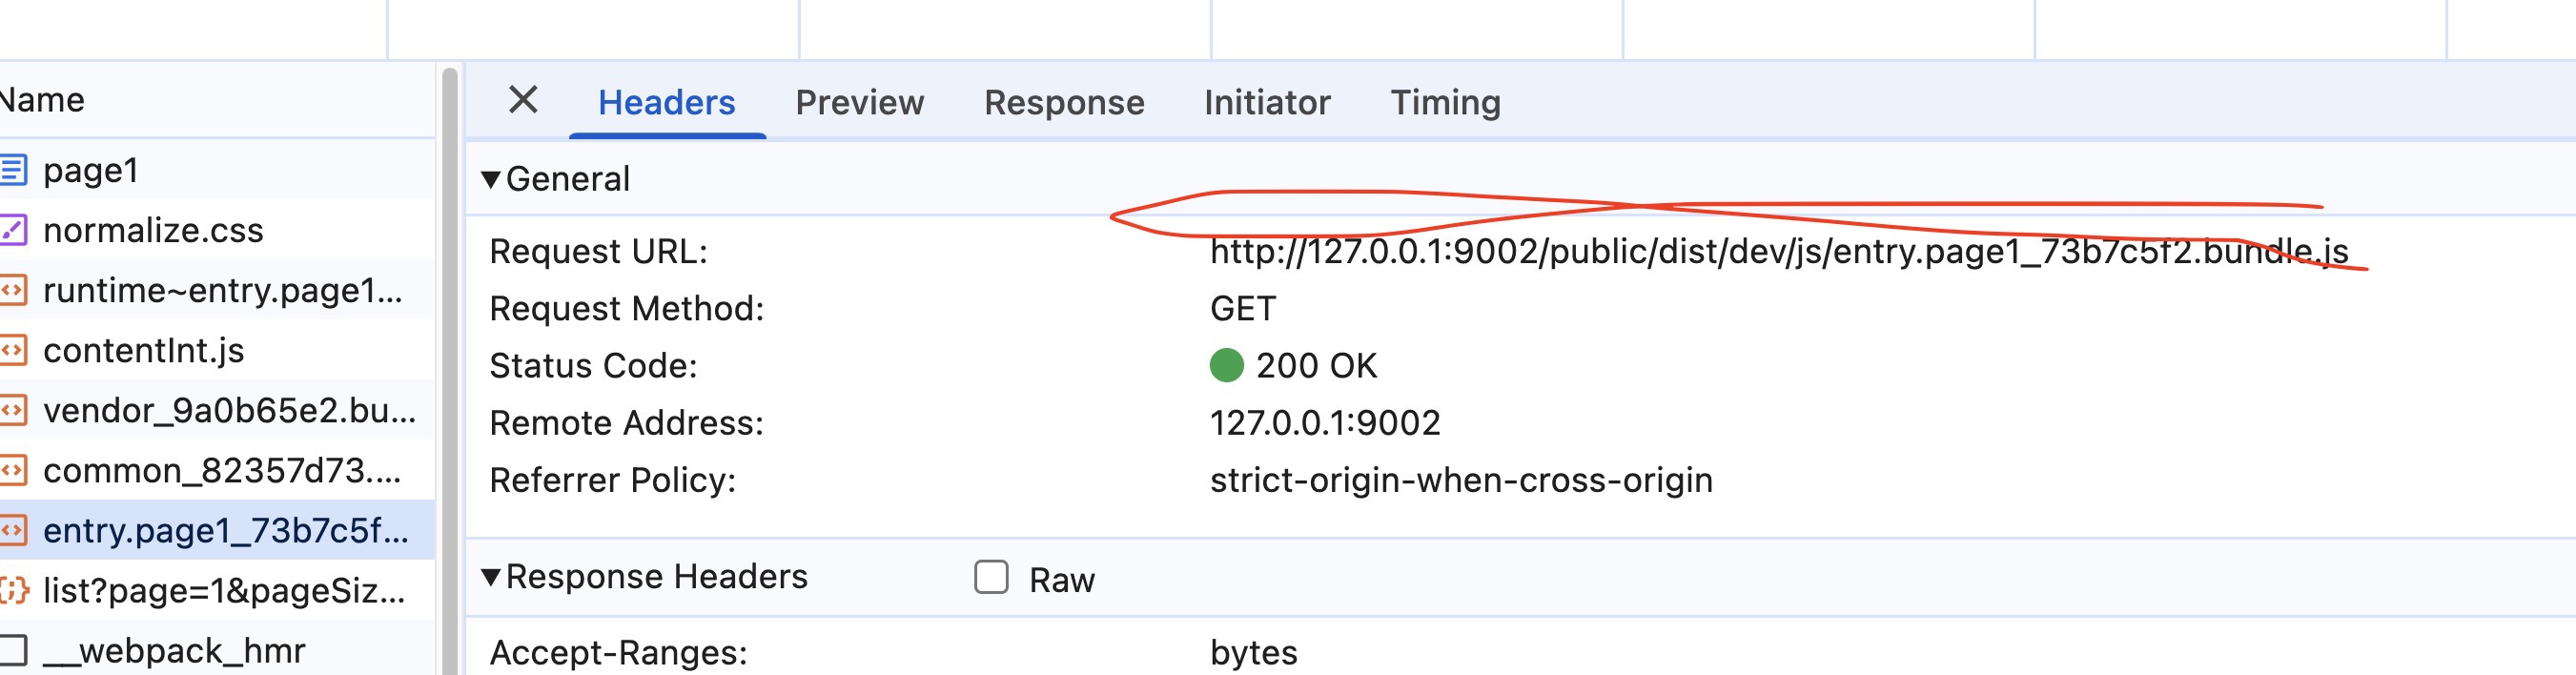 Name
page1
normalize.css
runtime~entry.page1...
contentInt.js
vendor_9a0b65e2.bu...
common_82357d73....
entry.page1_73b7c5f...
list?page=1&pageSiz...
__webpack_hmr
Headers Preview Response Initiator Timing
General
Request URL: http://127.0.0.1:9002/public/dist/dev/js/entry.page1_73b7c5f2.bundle.js
Request Method: GET
Status Code: 200 OK
Remote Address: 127.0.0.1:9002
Referrer Policy: strict-origin-when-cross-origin
Response Headers Raw
Accept-Ranges: bytes